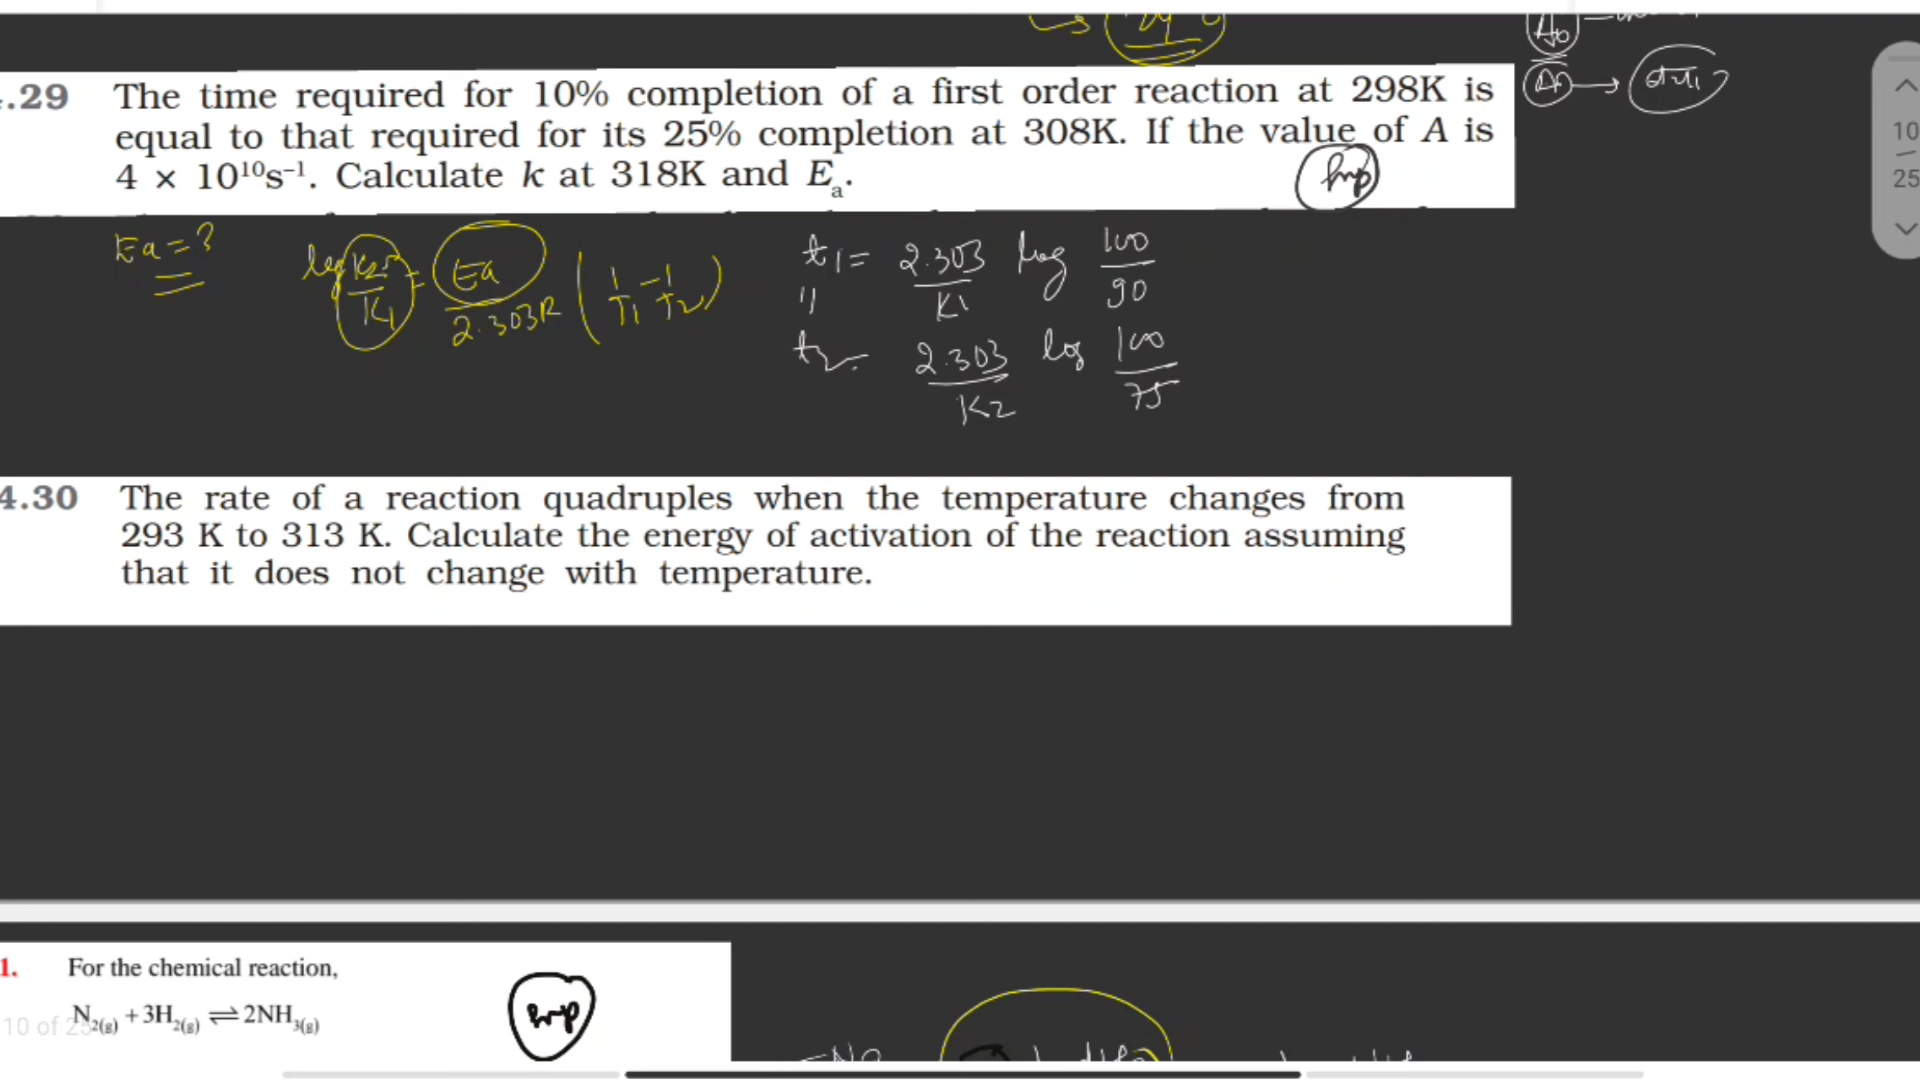 .29 The time required for 10% completion of a first order reaction at 298K is
equal to that required for its 25% completion at 308K. If the value of A is
4 × 10¹⁰s⁻¹. Calculate k at 318K and Eₐ.
Imp
10
25
Ea = ?
log K2/K1 = Ea/2.303R (1/T1 - 1/T2)
t1 = 2.303/K1 log 100/90
"
t2 = 2.303/K2 log 100/75
4.30 The rate of a reaction quadruples when the temperature changes from
293 K to 313 K. Calculate the energy of activation of the reaction assuming
that it does not change with temperature.
1. For the chemical reaction,
N₂(g) + 3H₂(g) ⇌ 2NH₃(g)
Imp
10 of 25